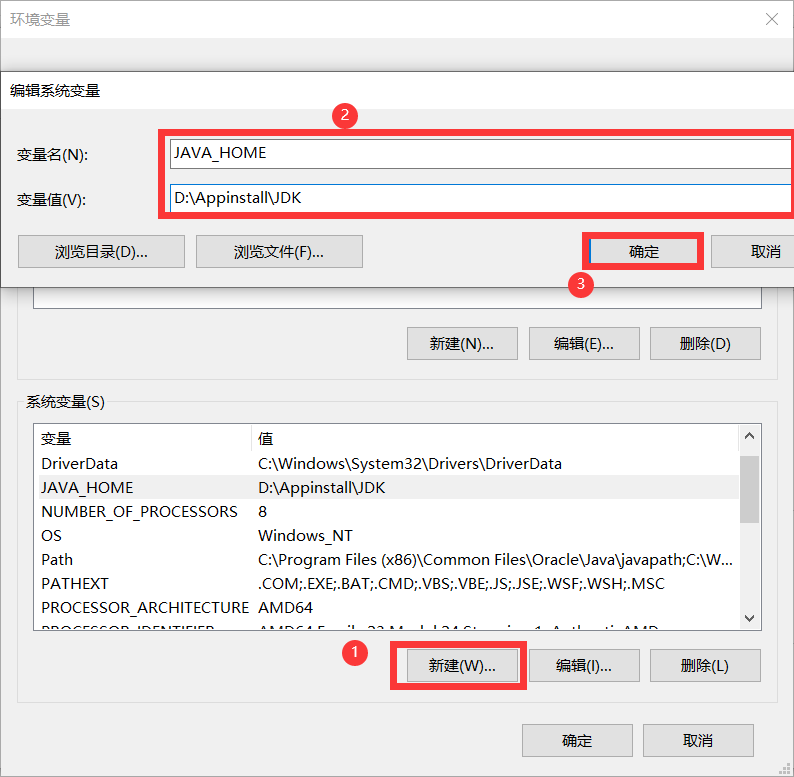 环境变量
编辑系统变量
2
变量名(N):
JAVA_HOME
变量值(V):
D:\Appinstall\JDK
浏览目录(D)... 浏览文件(F)... 确定 取消
3
新建(N)... 编辑(E)... 删除(D)
系统变量(S)
变量 值
DriverData C:\Windows\System32\Drivers\DriverData
JAVA_HOME D:\Appinstall\JDK
NUMBER_OF_PROCESSORS 8
OS Windows_NT
Path C:\Program Files (x86)\Common Files\Oracle\Java\javapath;C:\W...
PATHEXT .COM;.EXE;.BAT;.CMD;.VBS;.VBE;.JS;.JSE;.WSF;.WSH;.MSC
PROCESSOR_ARCHITECTURE AMD64
1
新建(W)... 编辑(I)... 删除(L)
确定 取消